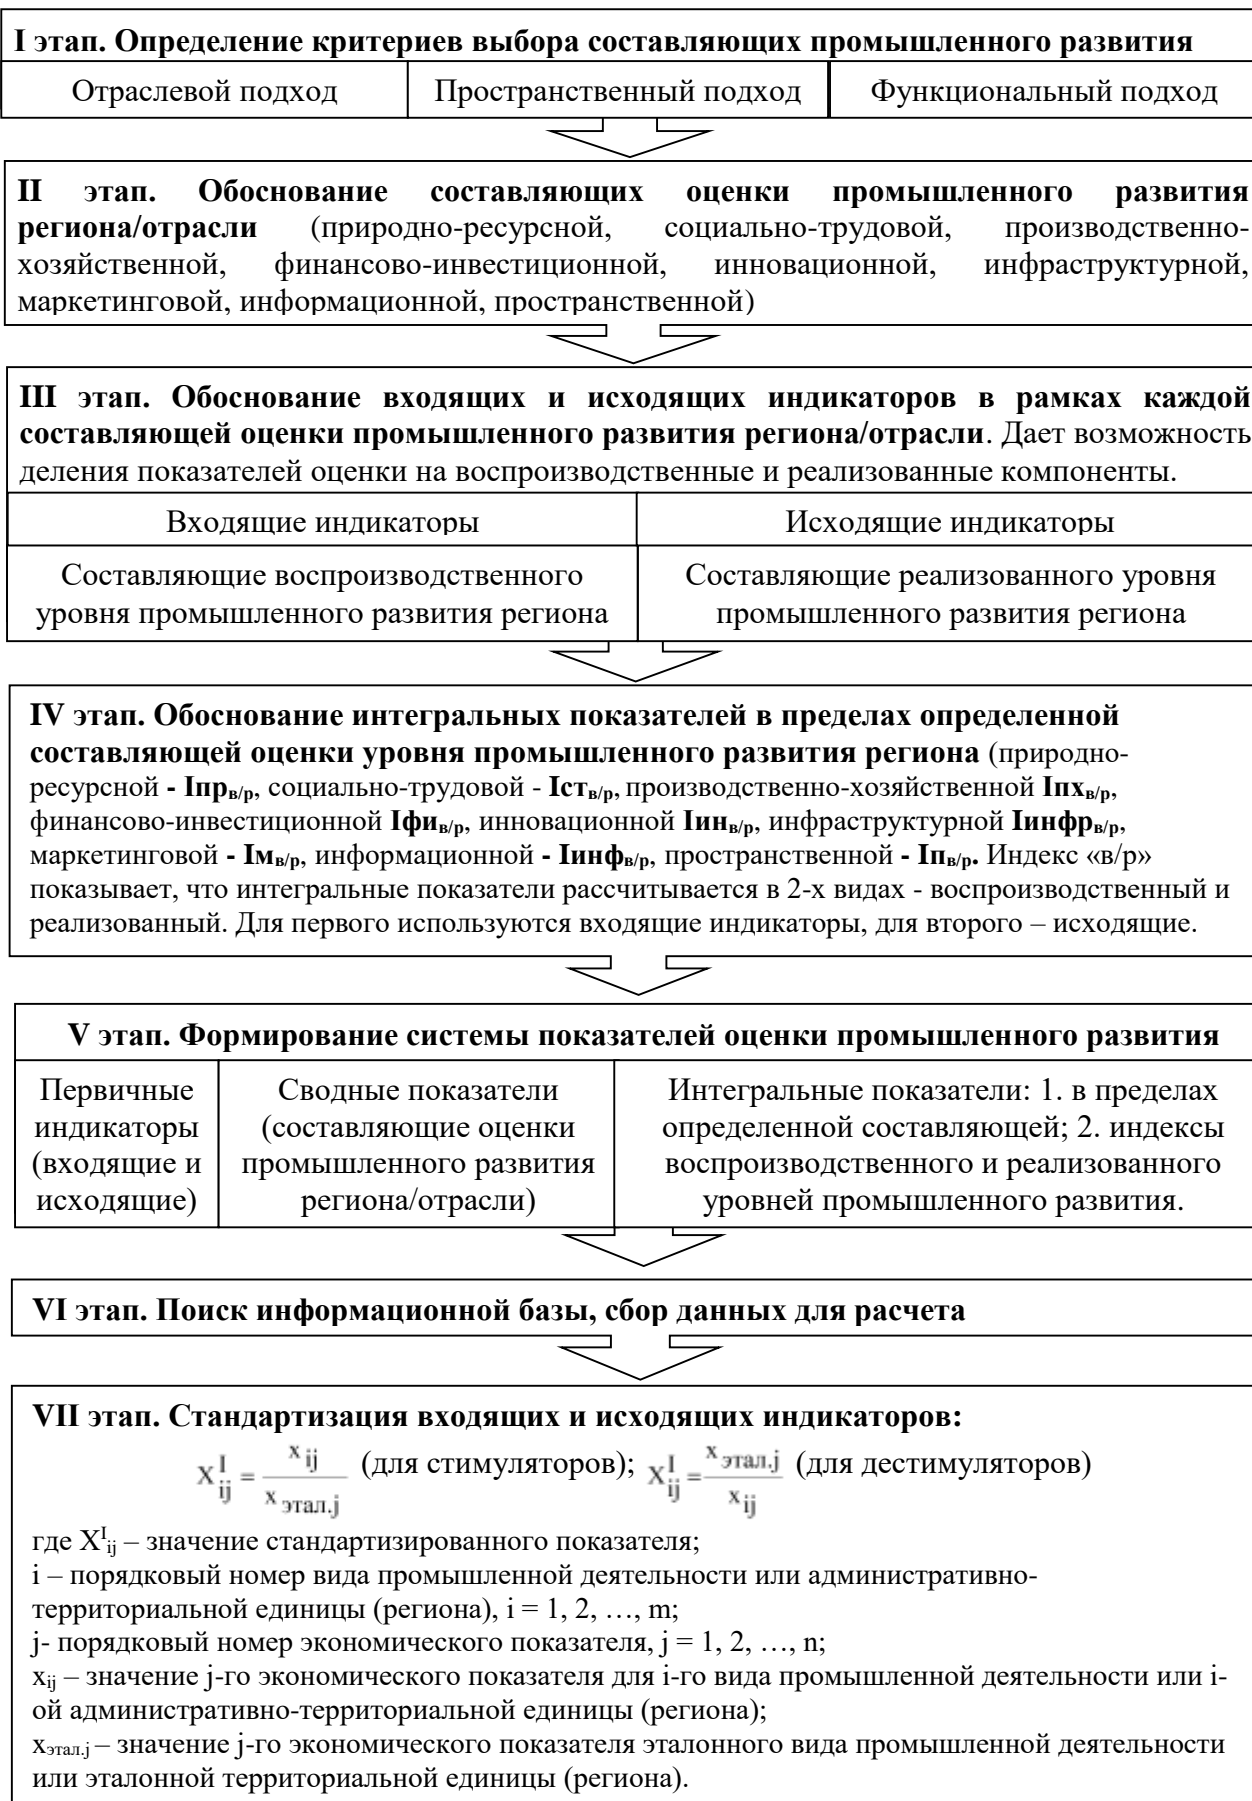 I этап. Определение критериев выбора составляющих промышленного развития
Отраслевой подход
Пространственный подход
Функциональный подход
II этап. Обоснование составляющих оценки промышленного развития
региона/отрасли (природно-ресурсной, социально-трудовой, производственно-
хозяйственной, финансово-инвестиционной, инновационной, инфраструктурной,
маркетинговой, информационной, пространственной)
III этап. Обоснование входящих и исходящих индикаторов в рамках каждой
составляющей оценки промышленного развития региона/отрасли. Дает возможность
деления показателей оценки на воспроизводственные и реализованные компоненты.
Входящие индикаторы
Исходящие индикаторы
Составляющие воспроизводственного
уровня промышленного развития региона
Составляющие реализованного уровня
промышленного развития региона
IV этап. Обоснование интегральных показателей в пределах определенной
составляющей оценки уровня промышленного развития региона (природно-
ресурсной - Iпрв/р, социально-трудовой - Iств/р, производственно-хозяйственной Iпхв/р,
финансово-инвестиционной Iфив/р, инновационной Iинв/р, инфраструктурной Iинфрв/р,
маркетинговой - Iмв/р, информационной - Iинфв/р, пространственной - Iпв/р. Индекс «в/р»
показывает, что интегральные показатели рассчитывается в 2-х видах - воспроизводственный и
реализованный. Для первого используются входящие индикаторы, для второго – исходящие.
V этап. Формирование системы показателей оценки промышленного развития
Первичные
индикаторы
(входящие и
исходящие)
Сводные показатели
(составляющие оценки
промышленного развития
региона/отрасли)
Интегральные показатели: 1. в пределах
определенной составляющей; 2. индексы
воспроизводственного и реализованного
уровней промышленного развития.
VI этап. Поиск информационной базы, сбор данных для расчета
VII этап. Стандартизация входящих и исходящих индикаторов:
X^I_ij = x_ij / x_этал.j (для стимуляторов); X^I_ij = x_этал.j / x_ij (для дестимуляторов)
где X^I_ij – значение стандартизированного показателя;
i – порядковый номер вида промышленной деятельности или административно-
территориальной единицы (региона), i = 1, 2, …, m;
j- порядковый номер экономического показателя, j = 1, 2, …, n;
x_ij – значение j-го экономического показателя для i-го вида промышленной деятельности или i-
ой административно-территориальной единицы (региона);
x_этал.j – значение j-го экономического показателя эталонного вида промышленной деятельности
или эталонной территориальной единицы (региона).